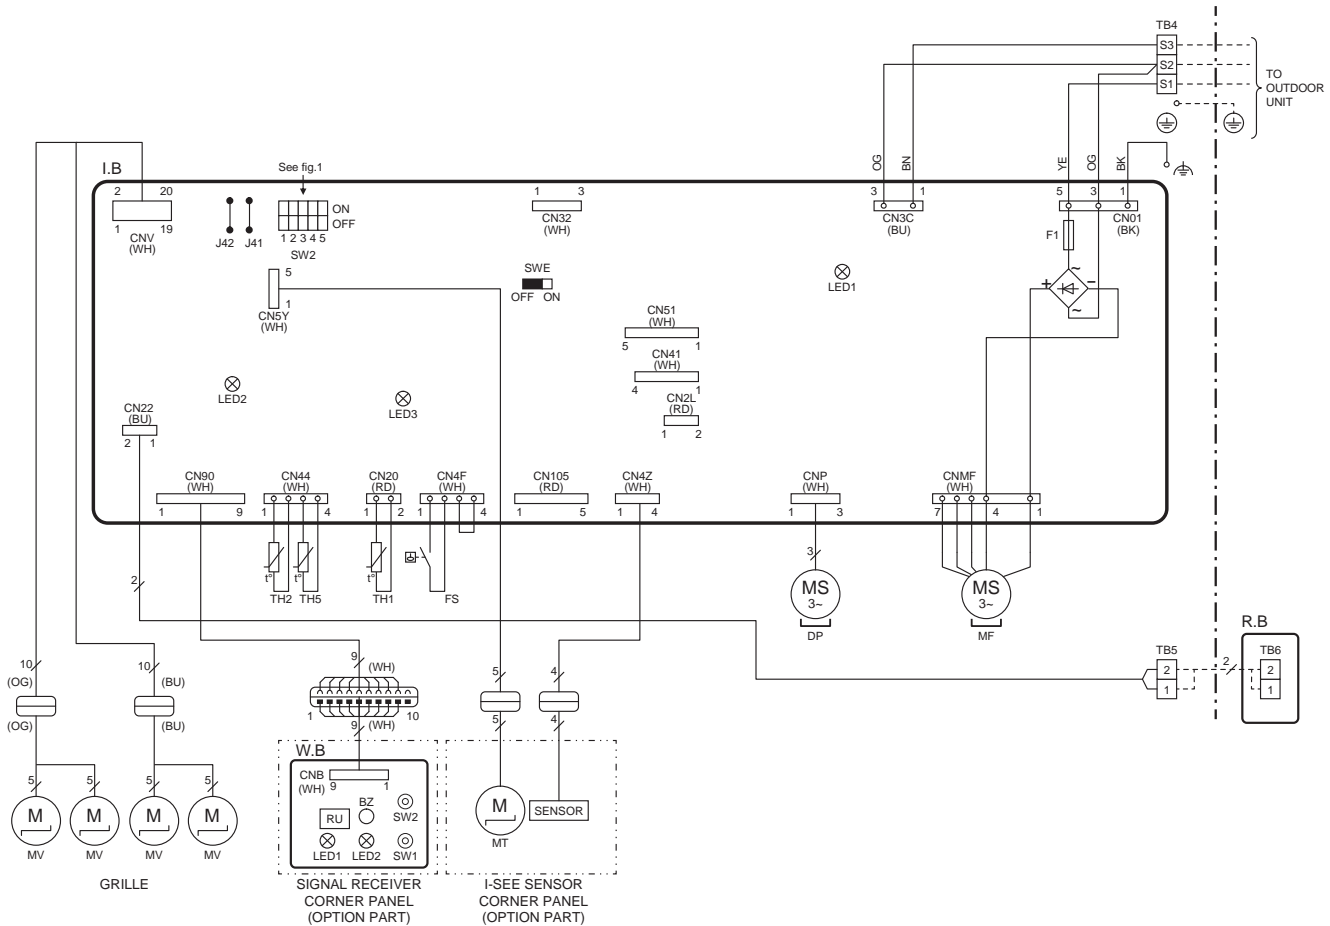 TB4
S3
S2
S1
TO
OUTDOOR
UNIT
OG
BN
YE
OG
BK
I.B
See fig.1
2 20
1 19
CNV
(WH)
J42 J41
ON
OFF
1 2 3 4 5
SW2
1 3
CN32
(WH)
3 1
CN3C
(BU)
5 3 1
CN01
(BK)
F1
5
1
CN5Y
(WH)
SWE
OFF ON
LED1
~
+ −
~
CN51
(WH)
5 1
CN41
(WH)
4 1
CN2L
(RD)
1 2
LED2
LED3
CN22
(BU)
2 1
CN90
(WH)
1 9
CN44
(WH)
1 4
CN20
(RD)
1 2
CN4F
(WH)
1 4
CN105
(RD)
1 5
CN4Z
(WH)
1 4
CNP
(WH)
1 3
CNMF
(WH)
7 4 1
2
t°
TH2
t°
TH5
t°
TH1
FS
3
MS
3~
DP
MS
3~
MF
R.B
TB5
2
1
2
TB6
2
1
10
(OG)
(OG)
10
(BU)
(BU)
9
(WH)
1 10
9
(WH)
5
5
4
4
5
M
MV
5
M
MV
5
M
MV
5
M
MV
GRILLE
W.B
CNB
(WH)
9 1
RU
BZ
SW2
LED1
LED2
SW1
SIGNAL RECEIVER
CORNER PANEL
(OPTION PART)
M
MT
SENSOR
I-SEE SENSOR
CORNER PANEL
(OPTION PART)